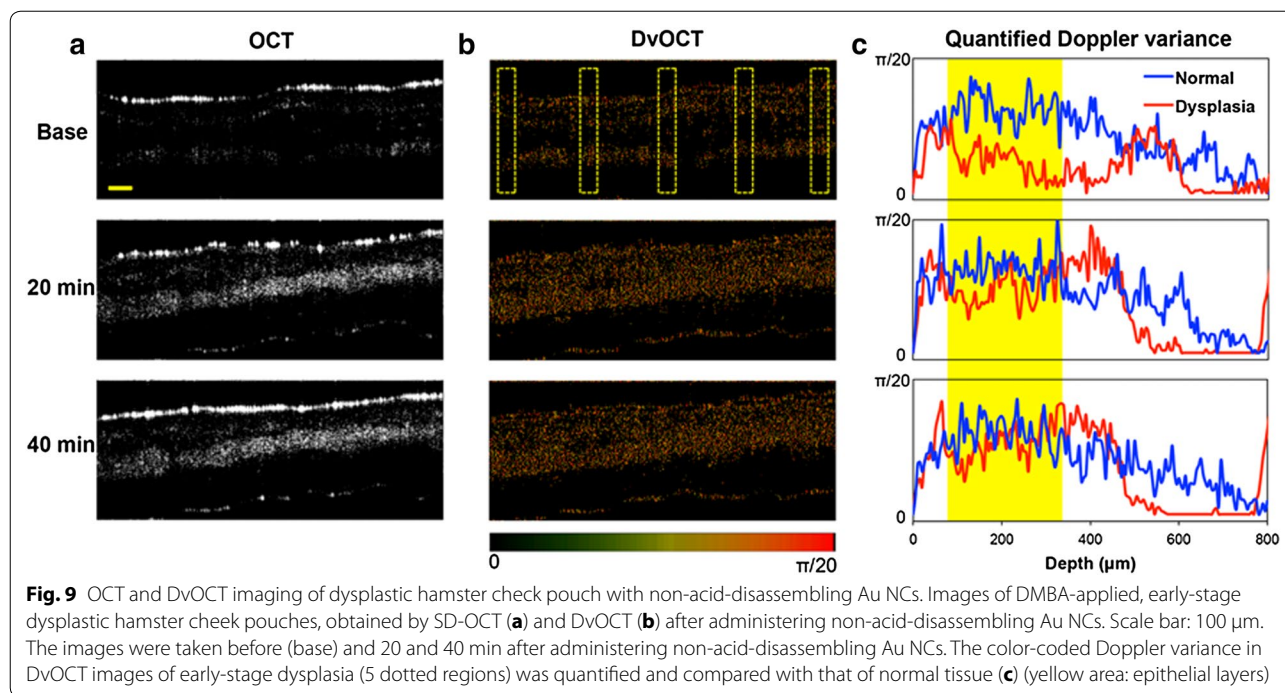 a OCT b DvOCT c Quantified Doppler variance
Base
20 min
40 min
π/20
Normal
Dysplasia
0
π/20
0
π/20
0
0 π/20
0 200 400 600 800
Depth (µm)
Fig. 9 OCT and DvOCT imaging of dysplastic hamster check pouch with non-acid-disassembling Au NCs. Images of DMBA-applied, early-stage
dysplastic hamster cheek pouches, obtained by SD-OCT (a) and DvOCT (b) after administering non-acid-disassembling Au NCs. Scale bar: 100 µm.
The images were taken before (base) and 20 and 40 min after administering non-acid-disassembling Au NCs. The color-coded Doppler variance in
DvOCT images of early-stage dysplasia (5 dotted regions) was quantified and compared with that of normal tissue (c) (yellow area: epithelial layers)